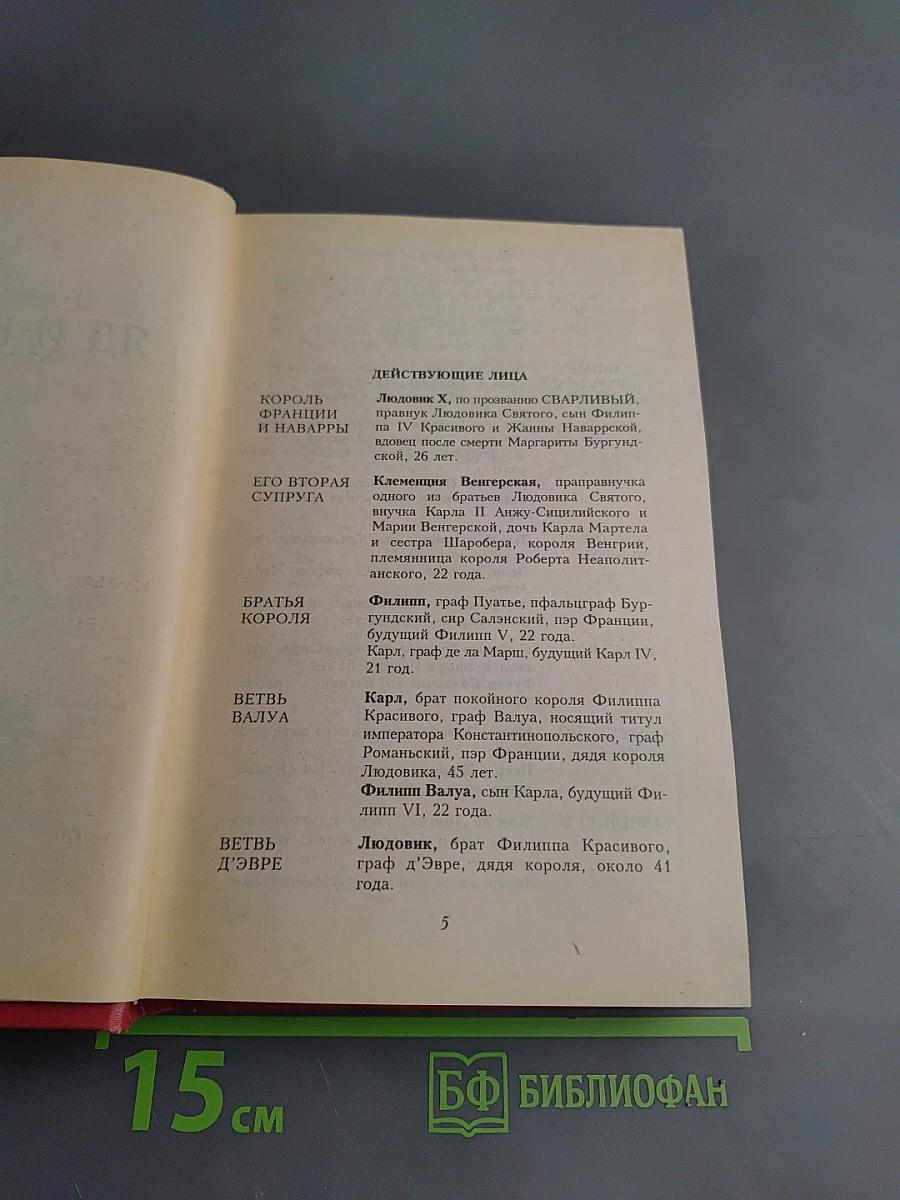 ДЕЙСТВУЮЩИЕ ЛИЦА
КОРОЛЬ
ФРАНЦИИ
И НАВАРРЫ
Людовик X, по прозванию СВАРЛИВЫЙ,
правнук Людовика Святого, сын Филип-
па IV Красивого и Жанны Наваррской,
вдовец после смерти Маргариты Бургунд-
ской, 26 лет.
ЕГО ВТОРАЯ
СУПРУГА
Клеменция Венгерская, праправнучка
одного из братьев Людовика Святого,
внучка Карла II Анжу-Сицилийского и
Марии Венгерской, дочь Карла Мартела
и сестра Шаробера, короля Венгрии,
племянница короля Роберта Неаполит-
анского, 22 года.
БРАТЬЯ
КОРОЛЯ
Филипп, граф Пуатье, пфальцграф Бур-
гундский, сир Салэнский, пэр Франции,
будущий Филипп V, 22 года.
Карл, граф де ла Марш, будущий Карл IV,
21 год.
ВЕТВЬ
ВАЛУА
Карл, брат покойного короля Филиппа
Красивого, граф Валуа, носящий титул
императора Константинопольского, граф
Романьский, пэр Франции, дядя короля
Людовика, 45 лет.
Филипп Валуа, сын Карла, будущий Фи-
липп VI, 22 года.
ВЕТВЬ
Д'ЭВРЕ
Людовик, брат Филиппа Красивого,
граф д'Эвре, дядя короля, около 41
года.
5
15 см
БФ БИБЛИОФАН